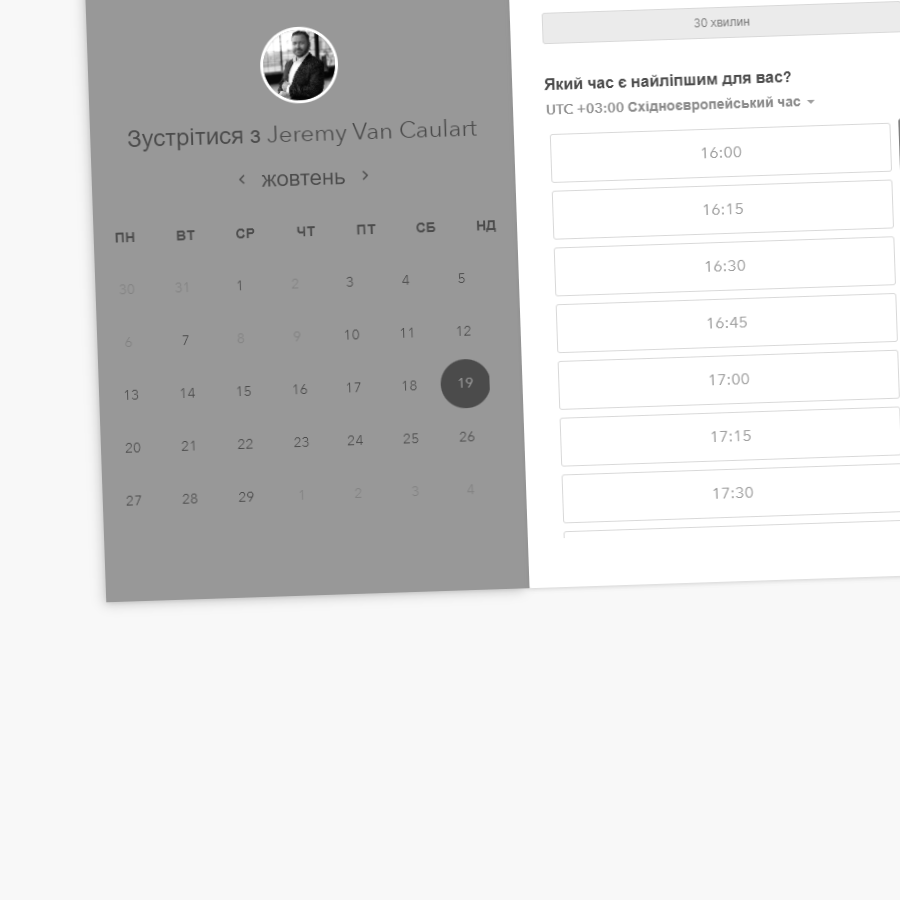 Зустрітися з Jeremy Van Caulart
жовтень
ПН ВТ СР ЧТ ПТ СБ НД
30 31 1 2 3 4 5
6 7 8 9 10 11 12
13 14 15 16 17 18 19
20 21 22 23 24 25 26
27 28 29 1 2 3 4
30 хвилин
Який час є найліпшим для вас?
UTC +03:00 Східноєвропейський час
16:00
16:15
16:30
16:45
17:00
17:15
17:30